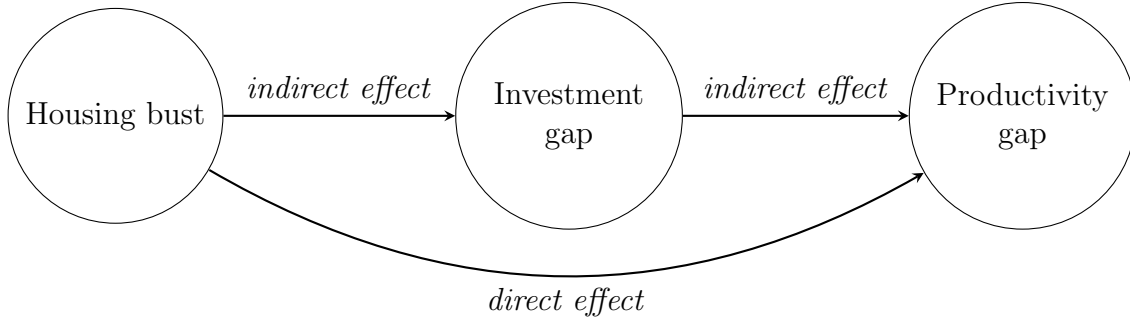 Housing bust
indirect effect
Investment
gap
indirect effect
Productivity
gap
direct effect